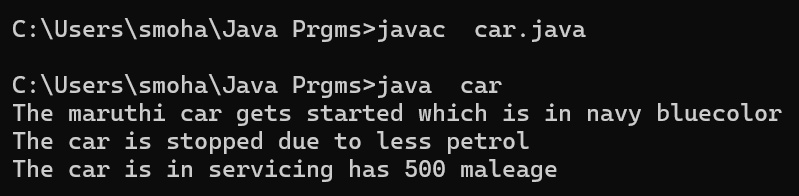 C:\Users\smoha\Java Prgms>javac  car.java
C:\Users\smoha\Java Prgms>java  car
The maruthi car gets started which is in navy bluecolor
The car is stopped due to less petrol
The car is in servicing has 500 maleage